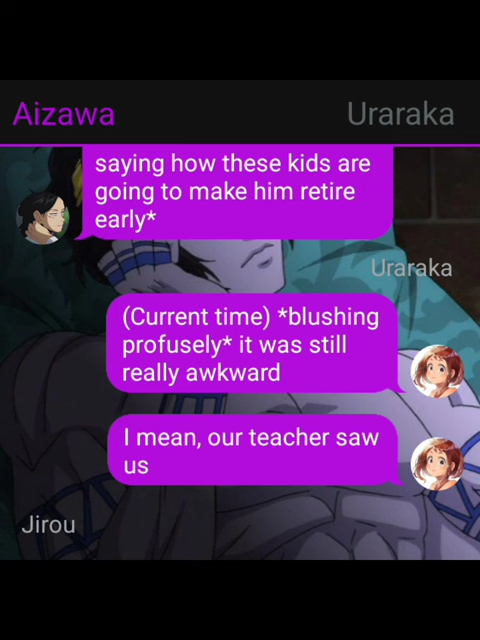 Aizawa Uraraka
saying how these kids are
going to make him retire
early*
Uraraka
(Current time) *blushing
profusely* it was still
really awkward
I mean, our teacher saw
us
Jirou